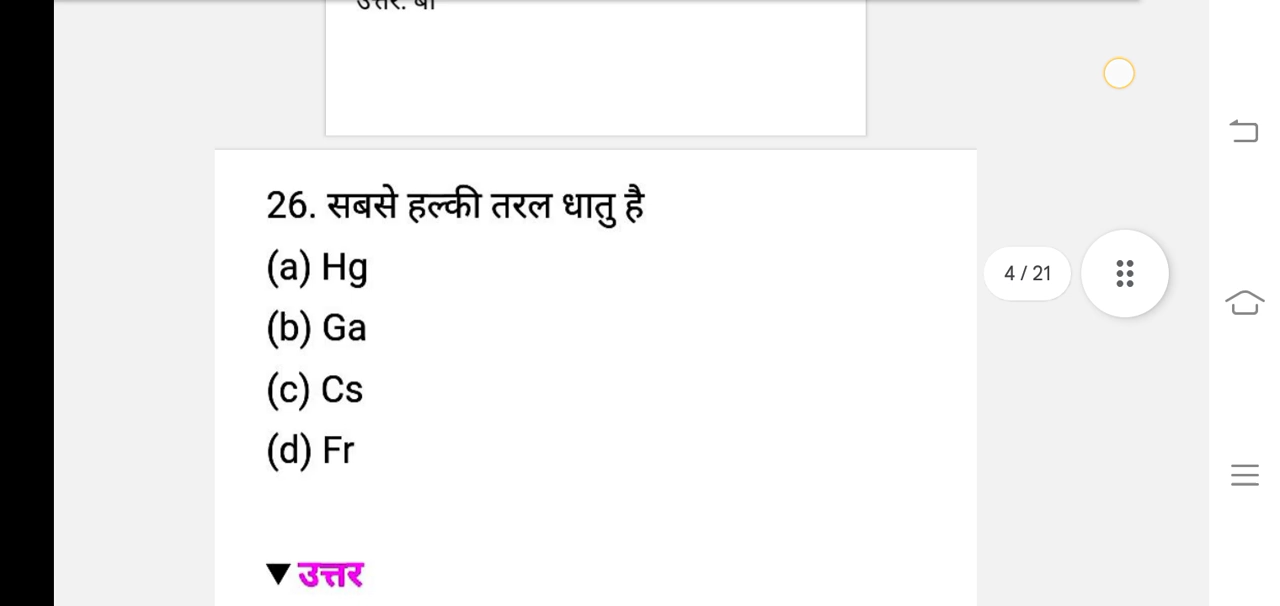 26. सबसे हल्की तरल धातु है
(a) Hg
(b) Ga
(c) Cs
(d) Fr
4 / 21
▼ उत्तर